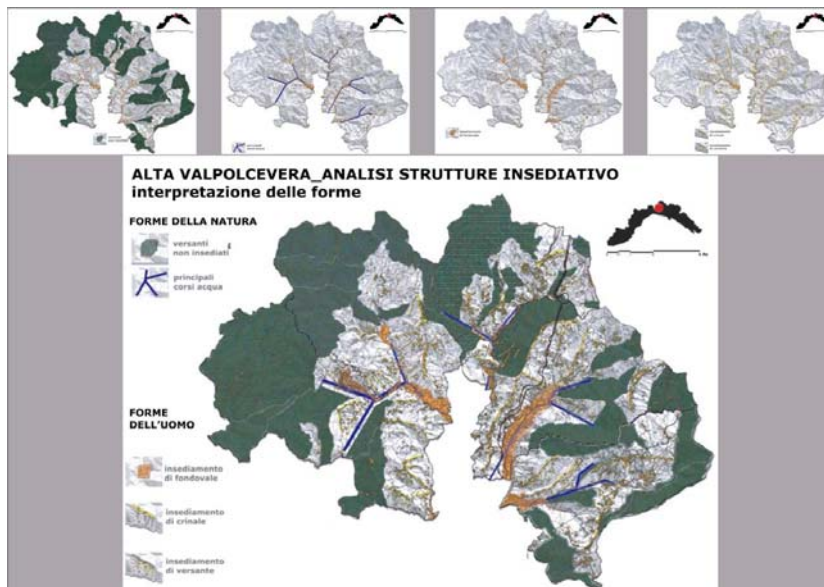 ALTA VALPOLCEVERA_ANALISI STRUTTURE INSEDIATIVO
interpretazione delle forme
FORME DELLA NATURA
versanti
non insediati
principali
corsi acqua
FORME
DELL'UOMO
insediamento
di fondovale
insediamento
di crinale
insediamento
di versante